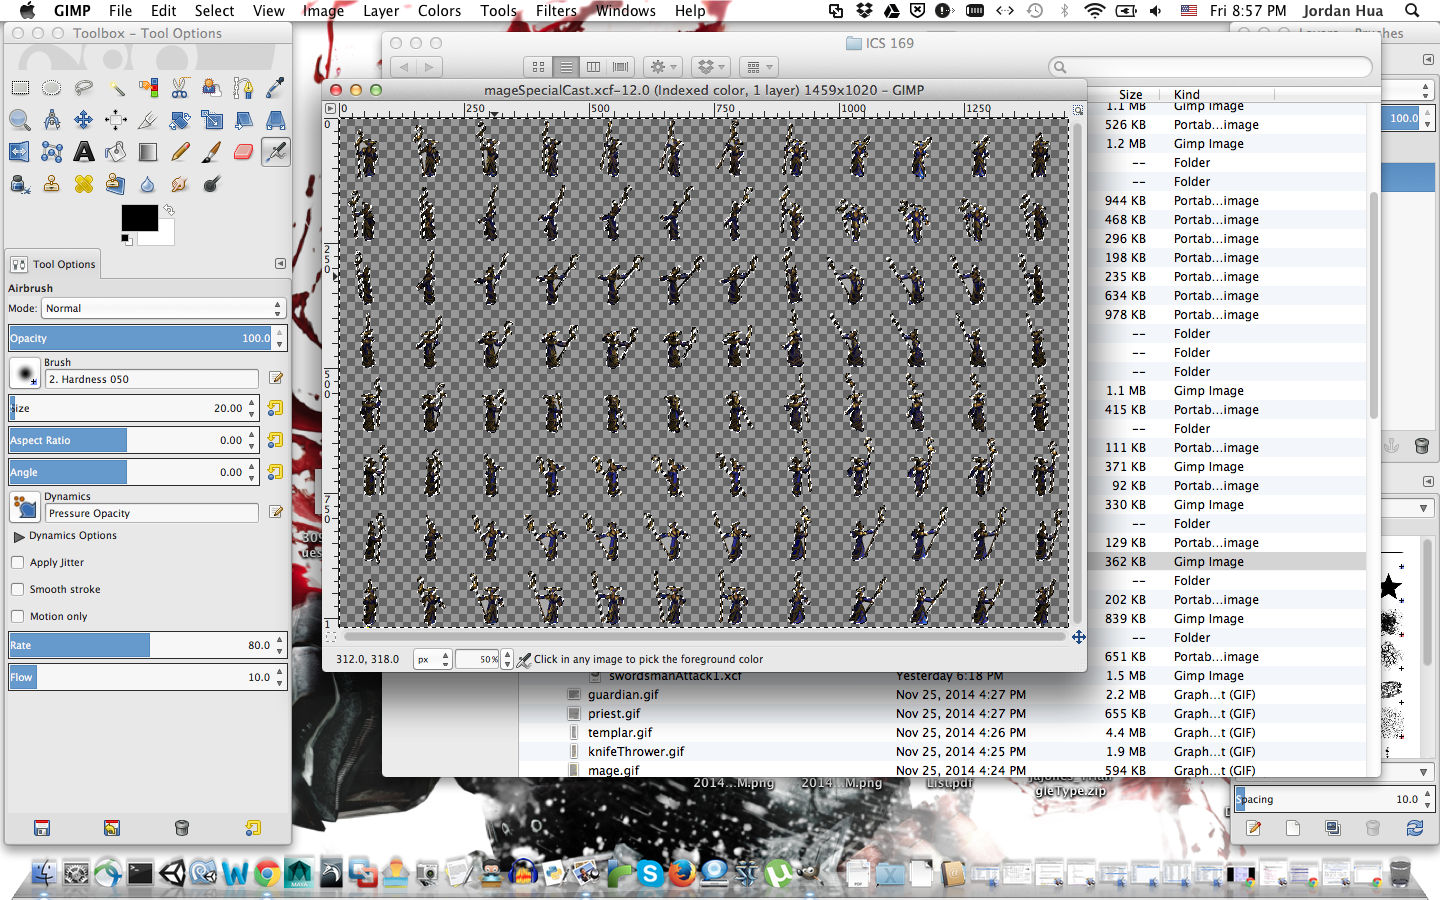 GIMP File Edit Select View Image Layer Colors Tools Filters Windows Help Fri 8:57 PM Jordan Hua
Toolbox – Tool Options
Tool Options
Airbrush
Mode: Normal
Opacity 100.0
Brush
2. Hardness 050
Size 20.00
Aspect Ratio 0.00
Angle 0.00
Dynamics
Pressure Opacity
Dynamics Options
Apply Jitter
Smooth stroke
Motion only
Rate 80.0
Flow 10.0
ICS 169
mageSpecialCast.xcf-12.0 (Indexed color, 1 layer) 1459x1020 – GIMP
0 250 500 750 1000 1250
0
250
500
750
1
312.0, 318.0 px 50% Click in any image to pick the foreground color
Size Kind
1.1 MB Gimp Image
526 KB Portab...image
1.2 MB Gimp Image
-- Folder
-- Folder
944 KB Portab...image
468 KB Portab...image
296 KB Portab...image
198 KB Portab...image
235 KB Portab...image
634 KB Portab...image
978 KB Portab...image
-- Folder
-- Folder
-- Folder
1.1 MB Gimp Image
415 KB Portab...image
-- Folder
111 KB Portab...image
371 KB Gimp Image
92 KB Portab...image
330 KB Gimp Image
-- Folder
129 KB Portab...image
362 KB Gimp Image
-- Folder
202 KB Portab...image
839 KB Gimp Image
-- Folder
651 KB Portab...image
swordsmanAttack1.xcf Yesterday 6:18 PM 1.5 MB Gimp Image
guardian.gif Nov 25, 2014 4:27 PM 2.2 MB Graph...t (GIF)
priest.gif Nov 25, 2014 4:27 PM 655 KB Graph...t (GIF)
templar.gif Nov 25, 2014 4:26 PM 4.4 MB Graph...t (GIF)
knifeThrower.gif Nov 25, 2014 4:25 PM 1.9 MB Graph...t (GIF)
mage.gif Nov 25, 2014 4:24 PM 594 KB Graph...t (GIF)
2014...M.png 2014...M.png List.pdf
gleType.zip
Layers – Brushes
100.0
Spacing 10.0